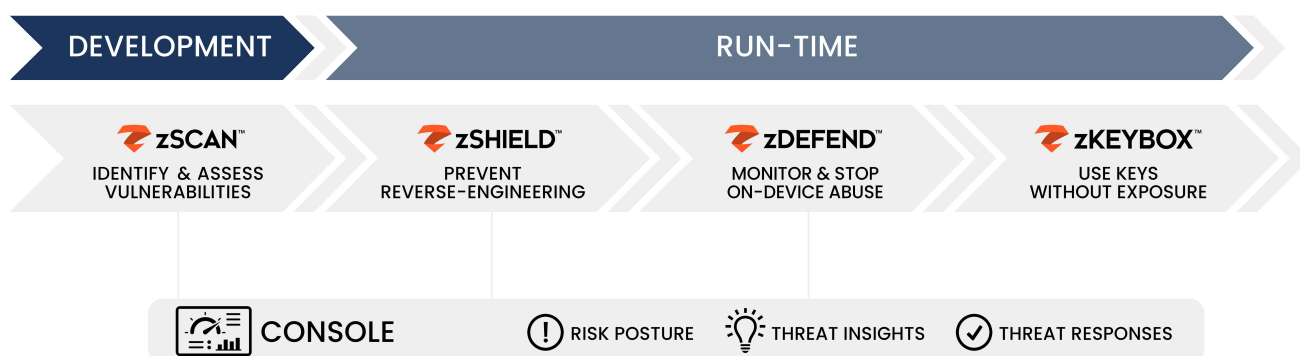 DEVELOPMENT
RUN-TIME
zSCAN™
IDENTIFY & ASSESS
VULNERABILITIES
zSHIELD™
PREVENT
REVERSE-ENGINEERING
zDEFEND™
MONITOR & STOP
ON-DEVICE ABUSE
zKEYBOX™
USE KEYS
WITHOUT EXPOSURE
CONSOLE
RISK POSTURE
THREAT INSIGHTS
THREAT RESPONSES